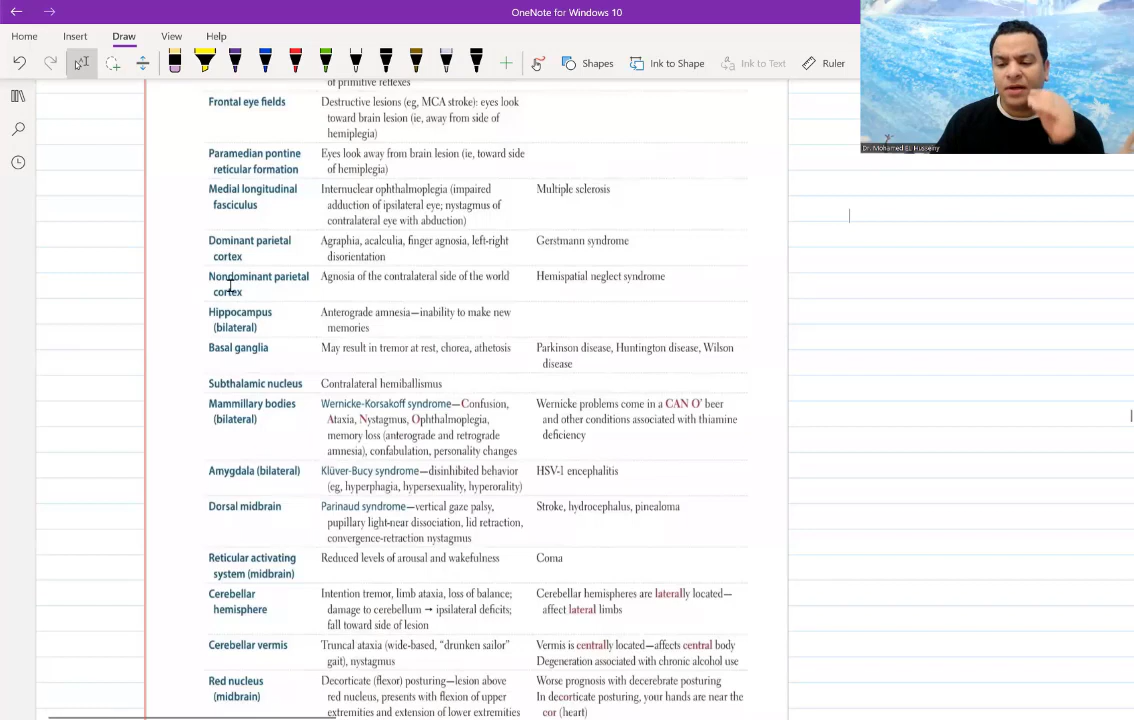 OneNote for Windows 10
Home Insert Draw View Help
Shapes Ink to Shape Ink to Text Ruler
Dr. Mohamed EL Husseiny
of primitive reflexes
Frontal eye fields Destructive lesions (eg, MCA stroke): eyes look
toward brain lesion (ie, away from side of
hemiplegia)
Paramedian pontine Eyes look away from brain lesion (ie, toward side
reticular formation of hemiplegia)
Medial longitudinal Internuclear ophthalmoplegia (impaired Multiple sclerosis
fasciculus adduction of ipsilateral eye; nystagmus of
contralateral eye with abduction)
Dominant parietal Agraphia, acalculia, finger agnosia, left-right Gerstmann syndrome
cortex disorientation
Nondominant parietal Agnosia of the contralateral side of the world Hemispatial neglect syndrome
cortex
Hippocampus Anterograde amnesia—inability to make new
(bilateral) memories
Basal ganglia May result in tremor at rest, chorea, athetosis Parkinson disease, Huntington disease, Wilson
disease
Subthalamic nucleus Contralateral hemiballismus
Mammillary bodies Wernicke-Korsakoff syndrome—Confusion, Wernicke problems come in a CAN O' beer
(bilateral) Ataxia, Nystagmus, Ophthalmoplegia, and other conditions associated with thiamine
memory loss (anterograde and retrograde deficiency
amnesia), confabulation, personality changes
Amygdala (bilateral) Klüver-Bucy syndrome—disinhibited behavior HSV-1 encephalitis
(eg, hyperphagia, hypersexuality, hyperorality)
Dorsal midbrain Parinaud syndrome—vertical gaze palsy, Stroke, hydrocephalus, pinealoma
pupillary light-near dissociation, lid retraction,
convergence-retraction nystagmus
Reticular activating Reduced levels of arousal and wakefulness Coma
system (midbrain)
Cerebellar Intention tremor, limb ataxia, loss of balance; Cerebellar hemispheres are laterally located—
hemisphere damage to cerebellum → ipsilateral deficits; affect lateral limbs
fall toward side of lesion
Cerebellar vermis Truncal ataxia (wide-based, “drunken sailor” Vermis is centrally located—affects central body
gait), nystagmus Degeneration associated with chronic alcohol use
Red nucleus Decorticate (flexor) posturing—lesion above Worse prognosis with decerebrate posturing
(midbrain) red nucleus, presents with flexion of upper In decorticate posturing, your hands are near the
extremities and extension of lower extremities cor (heart)